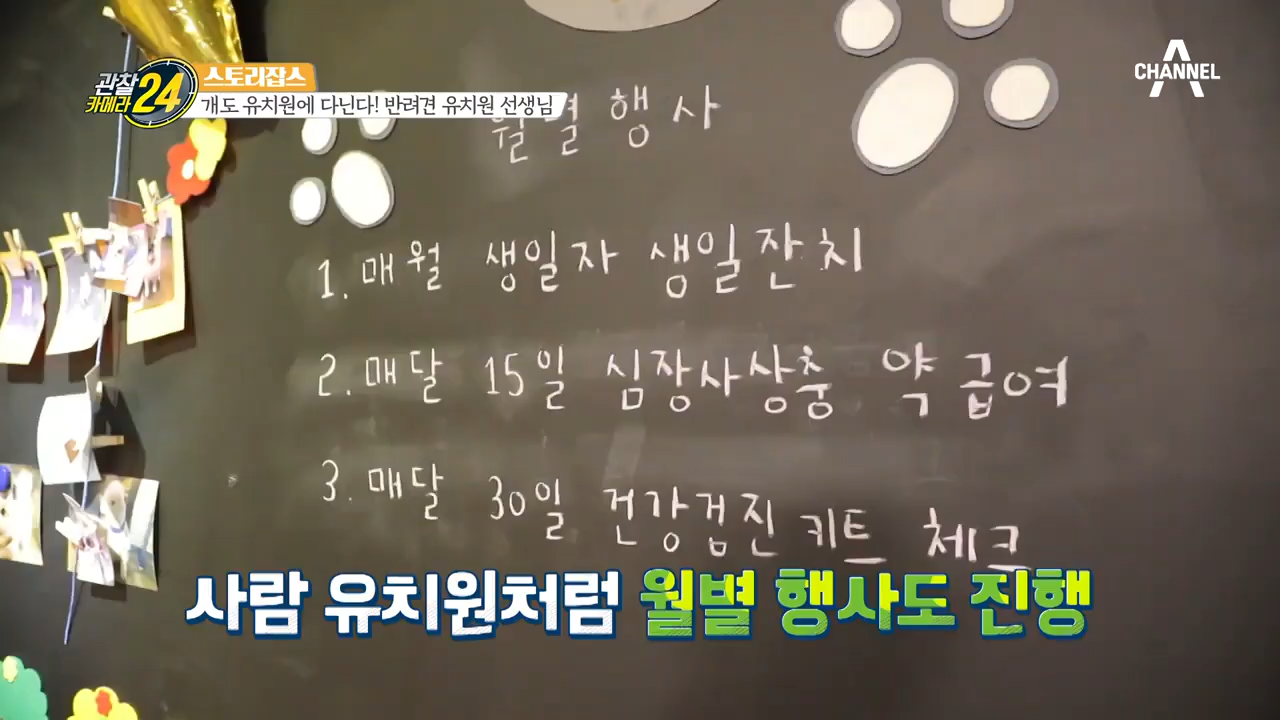 관찰 카메라 24
스토리잡스
개도 유치원에 다닌다! 반려견 유치원 선생님
CHANNEL A
월별 행사
1. 매월 생일자 생일잔치
2. 매달 15일 심장사상충 약 급여
3. 매달 30일 건강검진 키트 체크
사람 유치원처럼 월별 행사도 진행